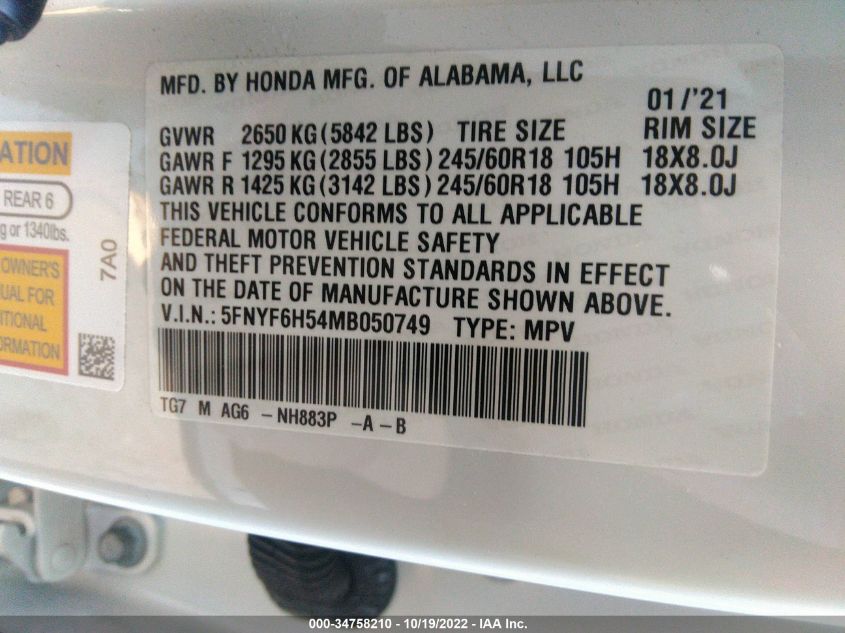 MFD. BY HONDA MFG. OF ALABAMA, LLC
01/'21
GVWR 2650 KG (5842 LBS) TIRE SIZE RIM SIZE
GAWR F 1295 KG (2855 LBS) 245/60R18 105H 18X8.0J
GAWR R 1425 KG (3142 LBS) 245/60R18 105H 18X8.0J
THIS VEHICLE CONFORMS TO ALL APPLICABLE
FEDERAL MOTOR VEHICLE SAFETY
AND THEFT PREVENTION STANDARDS IN EFFECT
ON THE DATE OF MANUFACTURE SHOWN ABOVE.
V.I.N.: 5FNYF6H54MB050749 TYPE: MPV
TG7 M AG6 - NH883P - A - B
ATION
REAR 6
g or 1340lbs.
7A0
OWNER'S
UAL FOR
ITIONAL
ORMATION
000-34758210 - 10/19/2022 - IAA Inc.